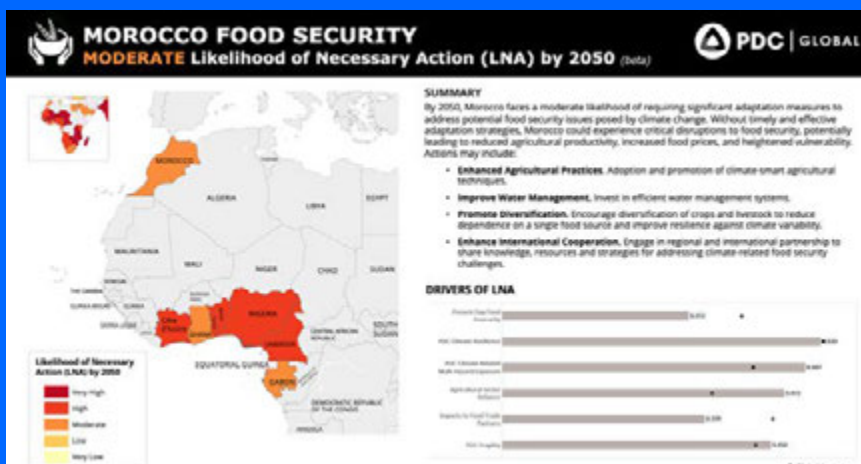 MOROCCO FOOD SECURITY
MODERATE Likelihood of Necessary Action (LNA) by 2050 (beta)
PDC | GLOBAL
SUMMARY
By 2050, Morocco faces a moderate likelihood of requiring significant adaptation measures to
address potential food security issues posed by climate change. Without timely and effective
adaptation strategies, Morocco could experience critical disruptions to food security, potentially
leading to reduced agricultural productivity, increased food prices, and heightened vulnerability.
Actions may include:
• Enhanced Agricultural Practices. Adoption and promotion of climate-smart agricultural
techniques.
• Improve Water Management. Invest in efficient water management systems.
• Promote Diversification. Encourage diversification of crops and livestock to reduce
dependence on a single food source and improve resilience against climate variability.
• Enhance International Cooperation. Engage in regional and international partnership to
share knowledge, resources and strategies for addressing climate-related food security
challenges.
DRIVERS OF LNA
MOROCCO
ALGERIA
LIBYA
EGYPT
MAURITANIA
MALI
NIGER
CHAD
SUDAN
NIGERIA
GABON
EQUATORIAL GUINEA
CENTRAL AFRICAN
REPUBLIC
SOUTH
SUDAN
DEMOCRATIC REPUBLIC
OF THE CONGO
ANGOLA
Likelihood of Necessary
Action (LNA) by 2050
Very High
High
Moderate
Low
Very Low